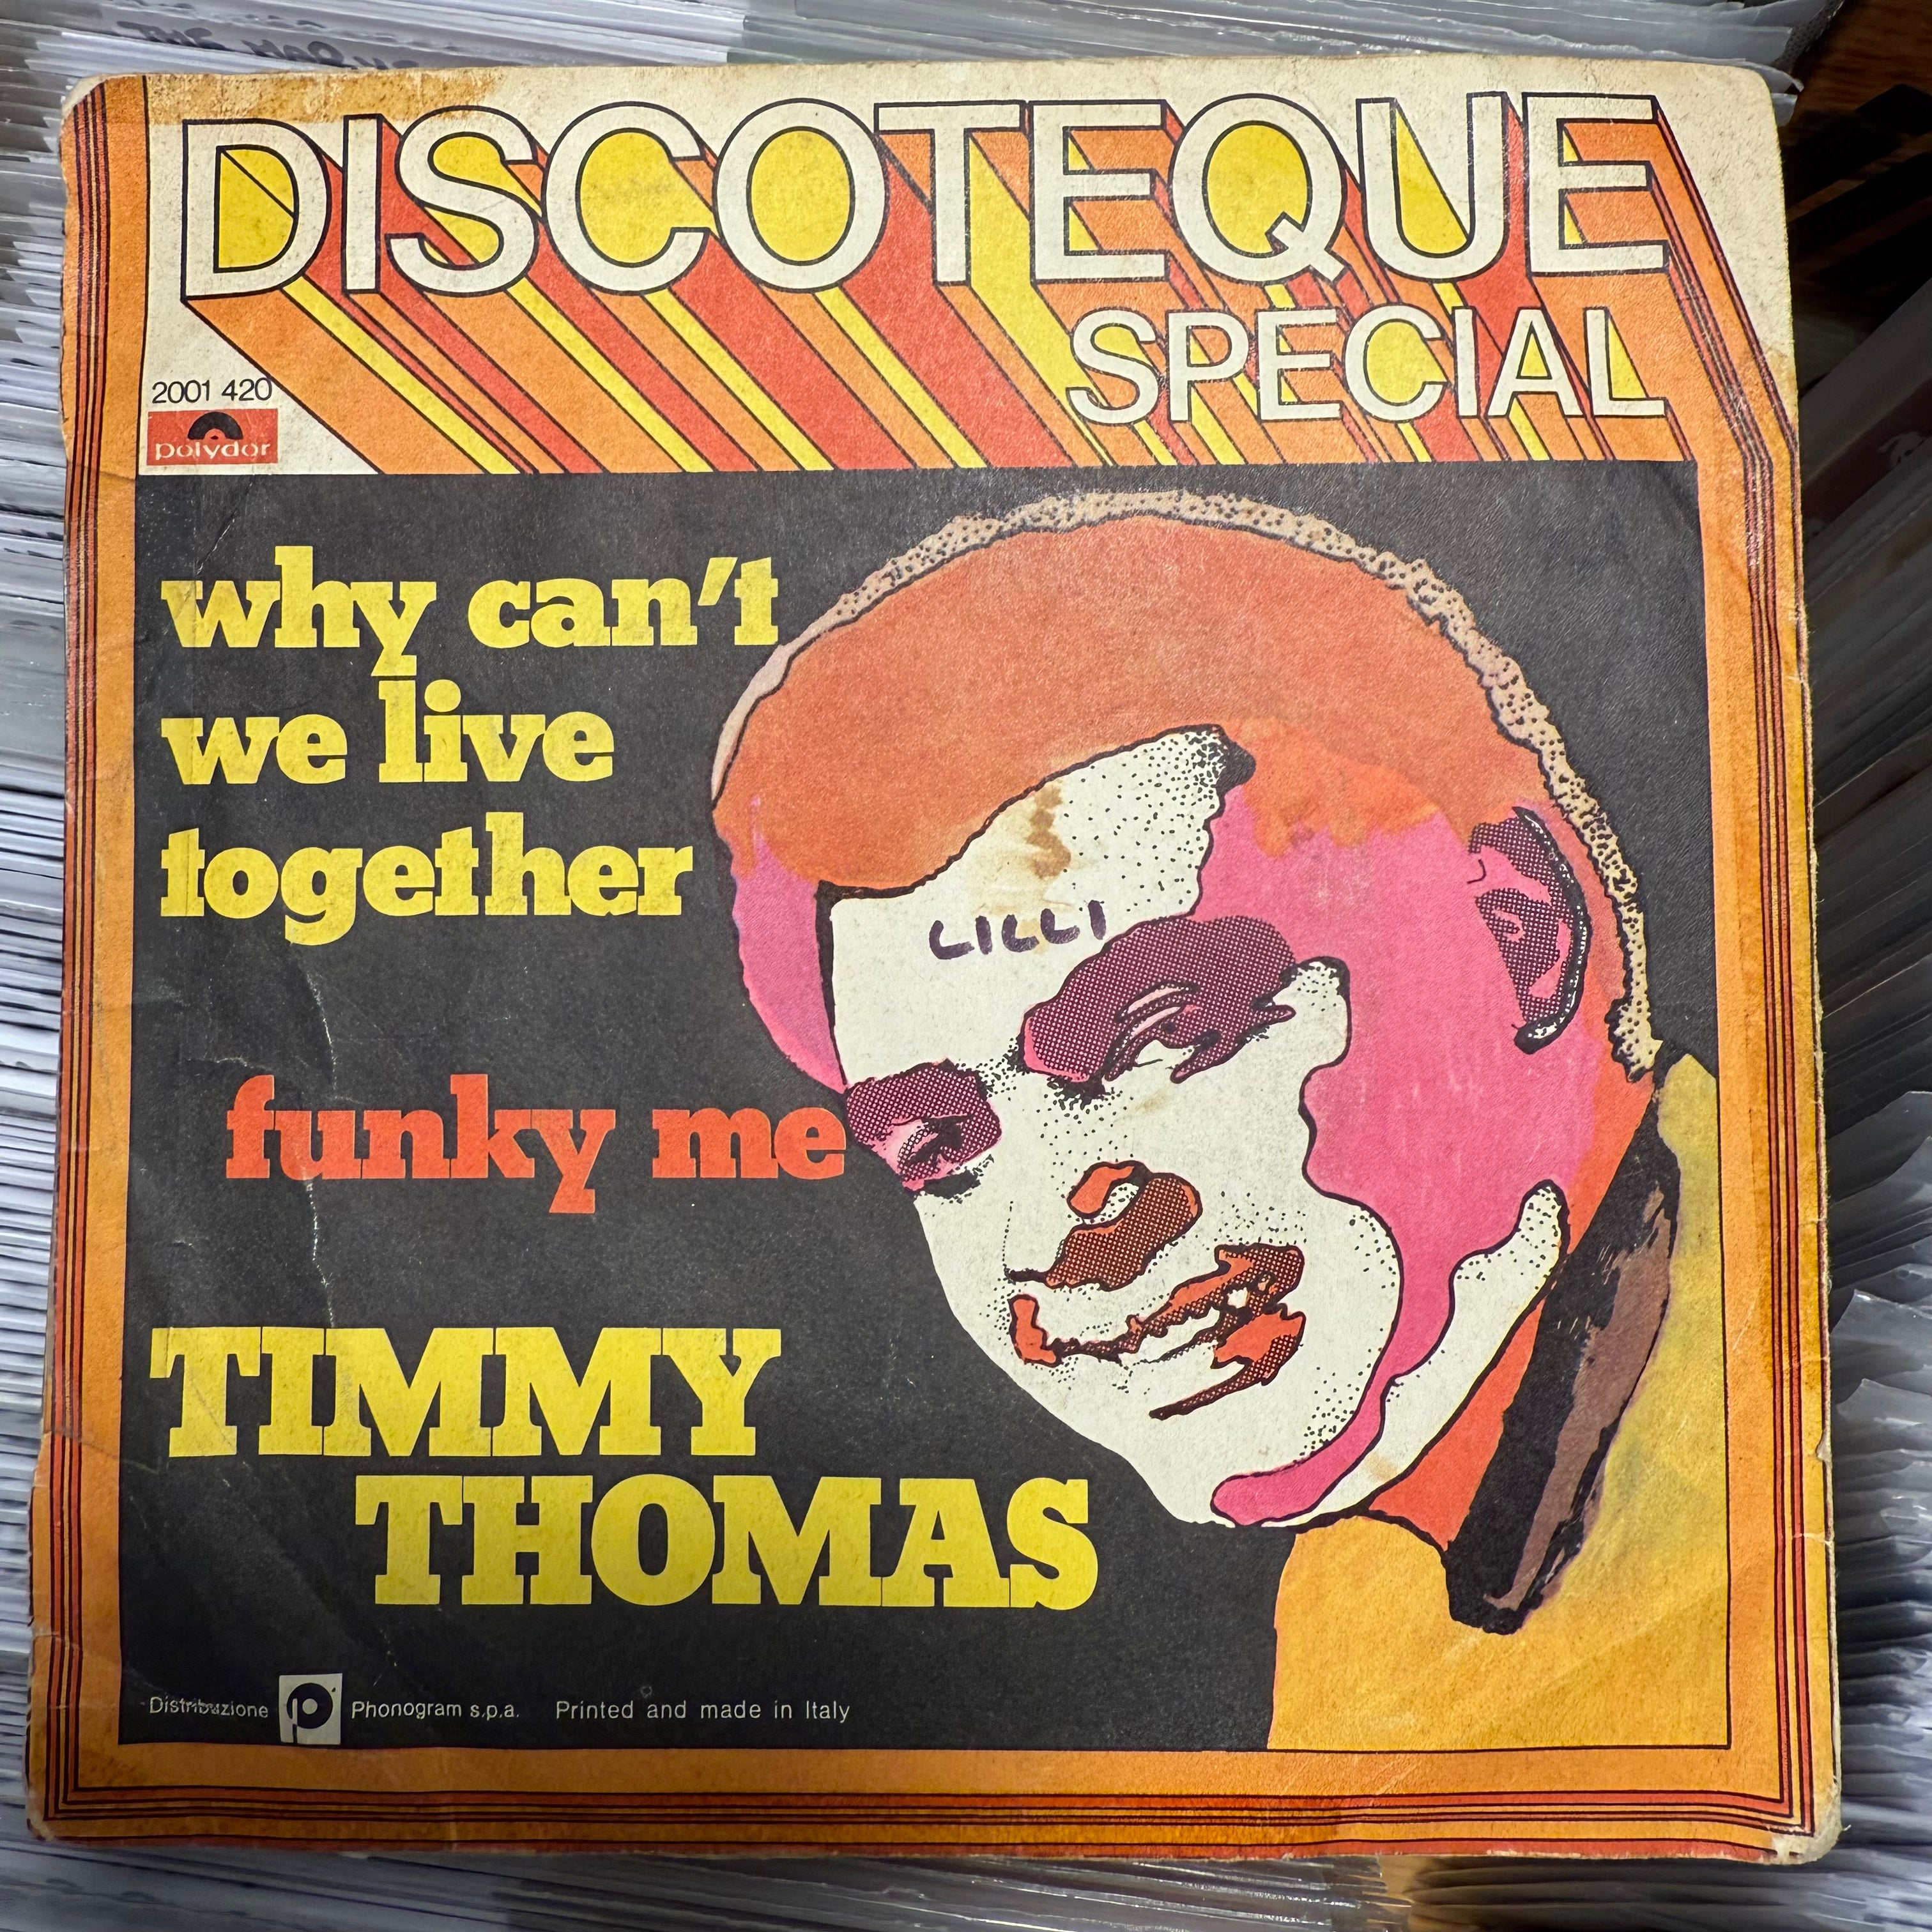 DISCOTEQUE
SPECIAL
2001 420
polydor
why can't
we live
together
LILLI
funky me
TIMMY
THOMAS
Distribuzione Phonogram s.p.a. Printed and made in Italy